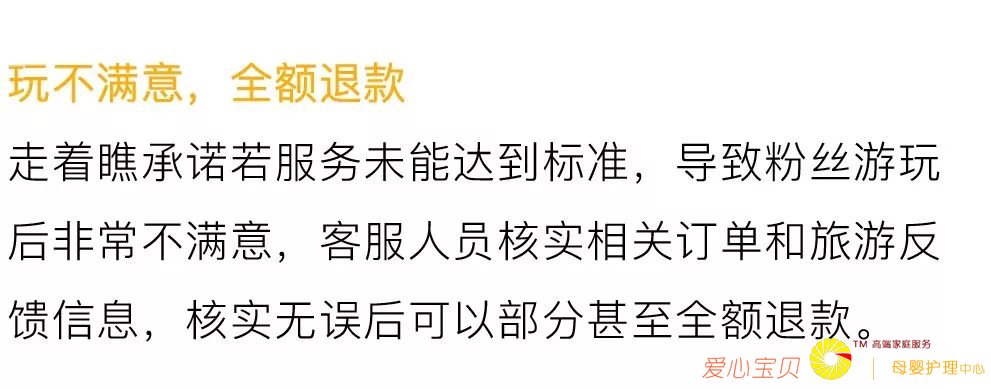 玩不满意，全额退款
走着瞧承诺若服务未能达到标准，导致粉丝游玩
后非常不满意，客服人员核实相关订单和旅游反
馈信息，核实无误后可以部分甚至全额退款。
TM 高端家庭服务
爱心宝贝 母婴护理中心